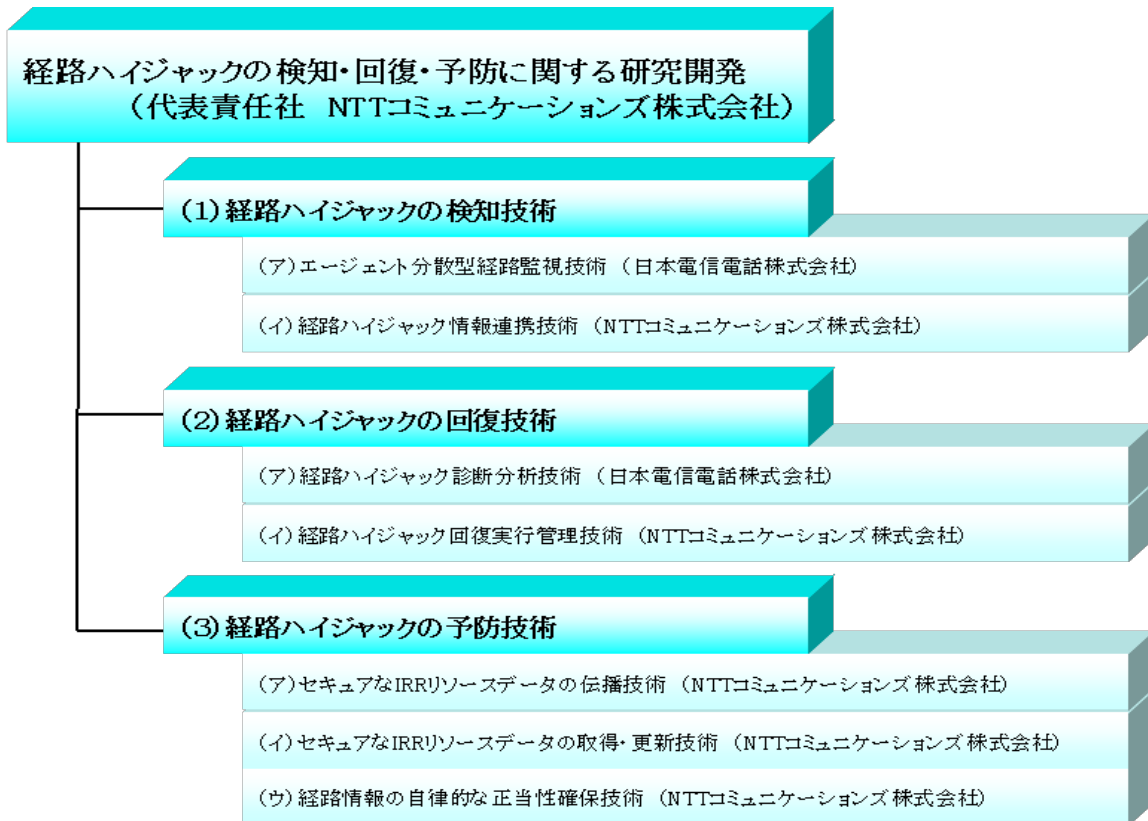 経路ハイジャックの検知・回復・予防に関する研究開発
（代表責任社　NTTコミュニケーションズ株式会社）
（1）経路ハイジャックの検知技術
（ア）エージェント分散型経路監視技術　（日本電信電話株式会社）
（イ）経路ハイジャック情報連携技術　（NTTコミュニケーションズ株式会社）
（2）経路ハイジャックの回復技術
（ア）経路ハイジャック診断分析技術　（日本電信電話株式会社）
（イ）経路ハイジャック回復実行管理技術　（NTTコミュニケーションズ株式会社）
（3）経路ハイジャックの予防技術
（ア）セキュアなIRRリソースデータの伝播技術　（NTTコミュニケーションズ株式会社）
（イ）セキュアなIRRリソースデータの取得・更新技術　（NTTコミュニケーションズ株式会社）
（ウ）経路情報の自律的な正当性確保技術　（NTTコミュニケーションズ株式会社）